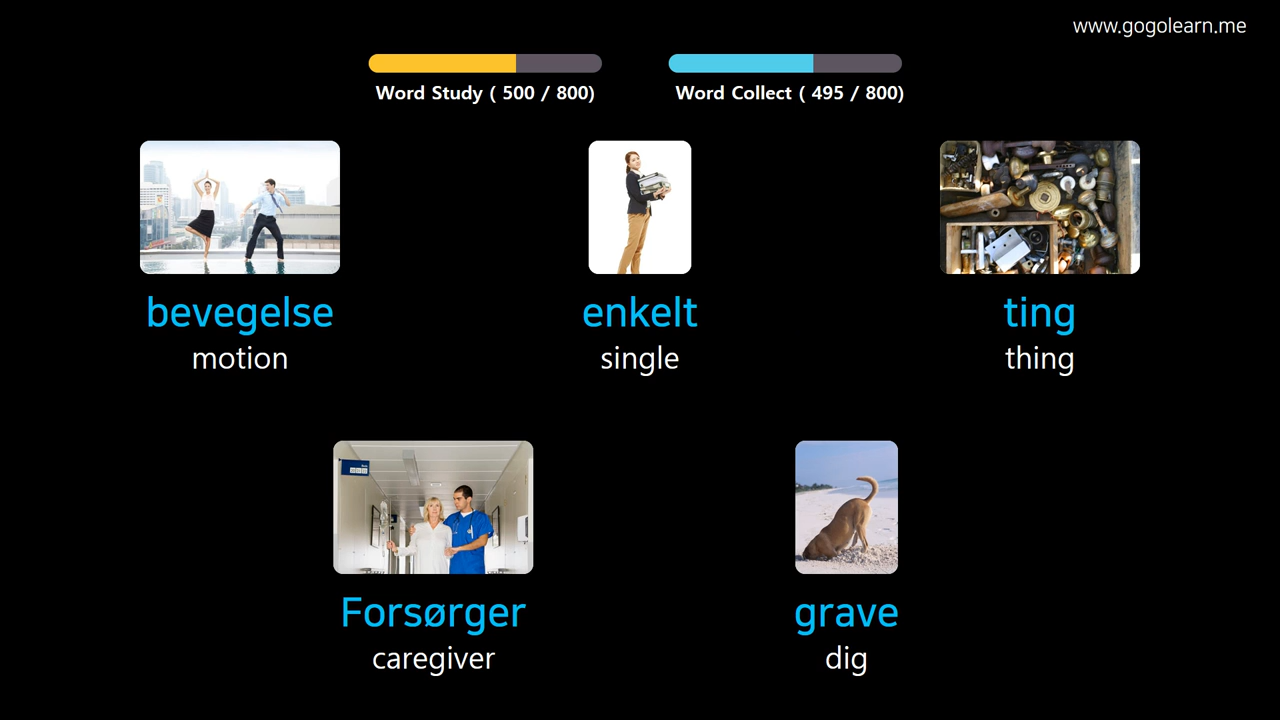 www.gogolearn.me
Word Study ( 500 / 800)
Word Collect ( 495 / 800)
bevegelse
motion
enkelt
single
ting
thing
Forsørger
caregiver
grave
dig